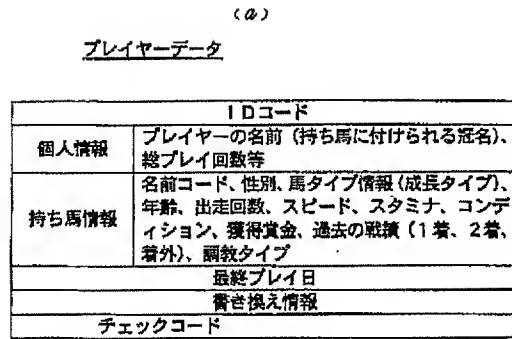 (a)
プレイヤーデータ
IDコード
個人情報
プレイヤーの名前（持ち馬に付けられる冠名）、
総プレイ回数等
持ち馬情報
名前コード、性別、馬タイプ情報（成長タイプ）、
年齢、出走回数、スピード、スタミナ、コンデ
ィション、獲得賞金、過去の戦績（1着、2着、
着外）、調教タイプ
最終プレイ日
書き換え情報
チェックコード